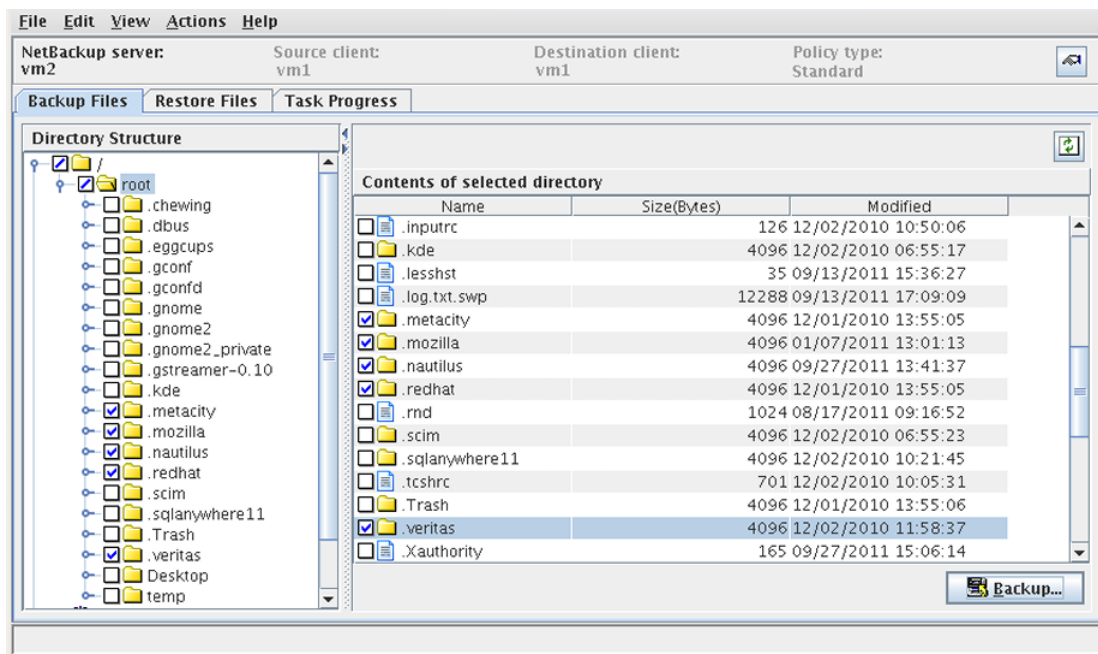 File Edit View Actions Help
NetBackup server: Source client: Destination client: Policy type:
vm2 vm1 vm1 Standard
Backup Files Restore Files Task Progress
Directory Structure
/
root
.chewing
.dbus
.eggcups
.gconf
.gconfd
.gnome
.gnome2
.gnome2_private
.gstreamer-0.10
.kde
.metacity
.mozilla
.nautilus
.redhat
.scim
.sqlanywhere11
.Trash
.veritas
Desktop
temp
Contents of selected directory
Name Size(Bytes) Modified
.inputrc 126 12/02/2010 10:50:06
.kde 4096 12/02/2010 06:55:17
.lesshst 35 09/13/2011 15:36:27
.log.txt.swp 12288 09/13/2011 17:09:09
.metacity 4096 12/01/2010 13:55:05
.mozilla 4096 01/07/2011 13:01:13
.nautilus 4096 09/27/2011 13:41:37
.redhat 4096 12/01/2010 13:55:05
.rnd 1024 08/17/2011 09:16:52
.scim 4096 12/02/2010 06:55:23
.sqlanywhere11 4096 12/02/2010 10:21:45
.tcshrc 701 12/02/2010 10:05:31
.Trash 4096 12/01/2010 13:55:06
.veritas 4096 12/02/2010 11:58:37
.Xauthority 165 09/27/2011 15:06:14
Backup...